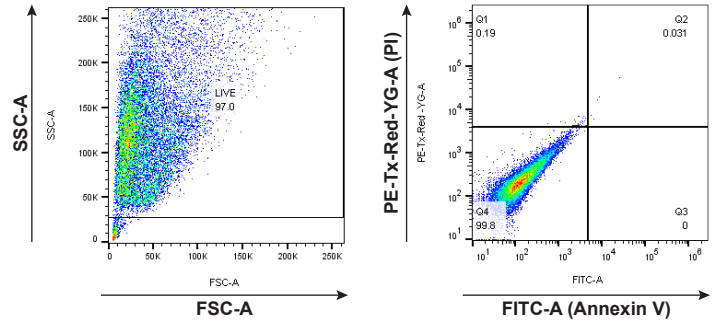 SSC-A
SSC-A
250K
200K
150K
100K
50K
0
LIVE
97.0
0
50K
100K
150K
200K
250K
FSC-A
FSC-A
PE-Tx-Red-YG-A (PI)
PE-Tx-Red -YG-A
10^6
10^5
10^4
10^3
10^2
10^1
Q1
0.19
Q2
0.031
Q4
99.8
Q3
0
10^1
10^2
10^3
10^4
10^5
10^6
FITC-A
FITC-A (Annexin V)